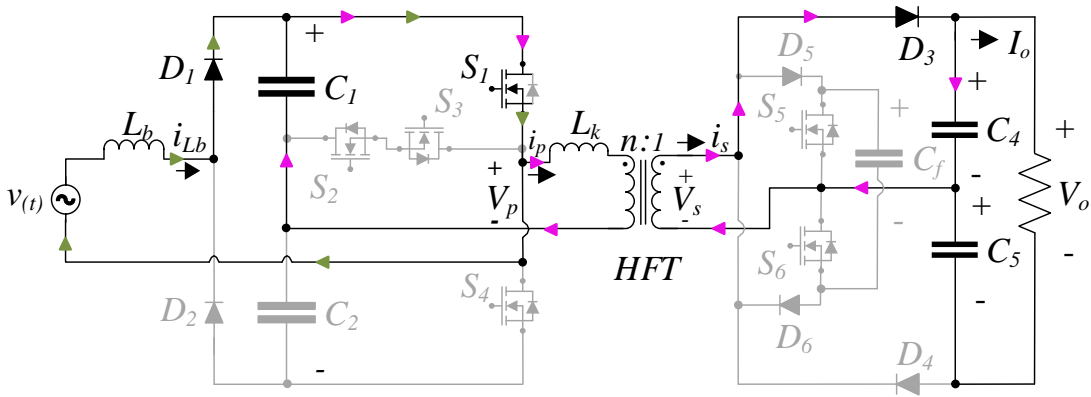 D1
+
C1
S1
S3
S2
Lb
iLb
v(t)
ip
Lk
n:1
+
Vp
-
HFT
+
Vs
-
is
D2
C2
-
S4
D3
Io
D5
S5
+
Cf
-
S6
D6
D4
+
C4
-
+
C5
-
+
Vo
-